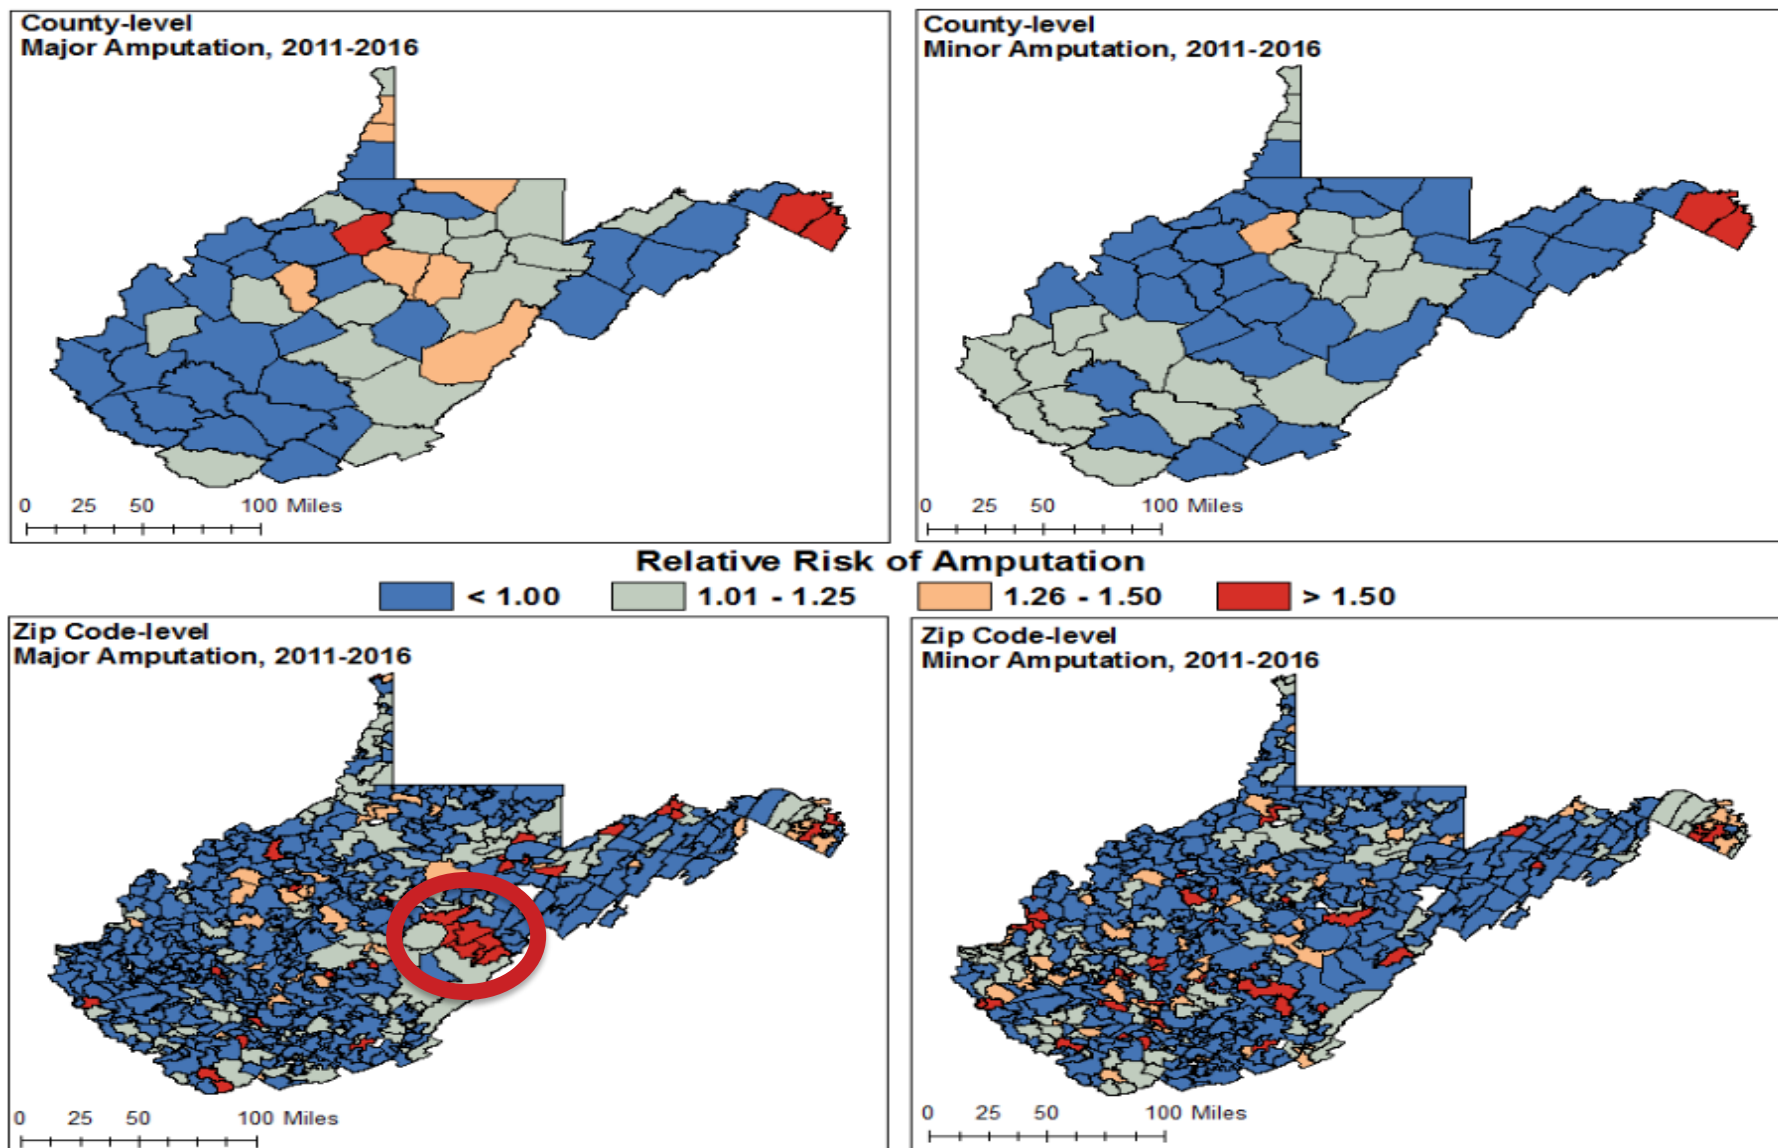 County-level
Major Amputation, 2011-2016
0 25 50 100 Miles
County-level
Minor Amputation, 2011-2016
0 25 50 100 Miles
Relative Risk of Amputation
< 1.00 1.01 - 1.25 1.26 - 1.50 > 1.50
Zip Code-level
Major Amputation, 2011-2016
0 25 50 100 Miles
Zip Code-level
Minor Amputation, 2011-2016
0 25 50 100 Miles